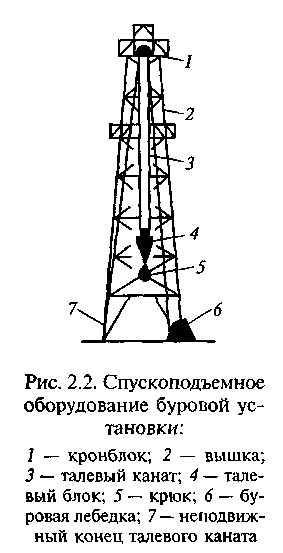 1
2
3
4
5
7
6
Рис. 2.2. Спускоподъемное
оборудование буровой ус-
тановки:
1 — кронблок; 2 — вышка;
3 — талевый канат; 4 — тале-
вый блок; 5 — крюк; 6 — бу-
ровая лебедка; 7 — неподвиж-
ный конец талевого каната